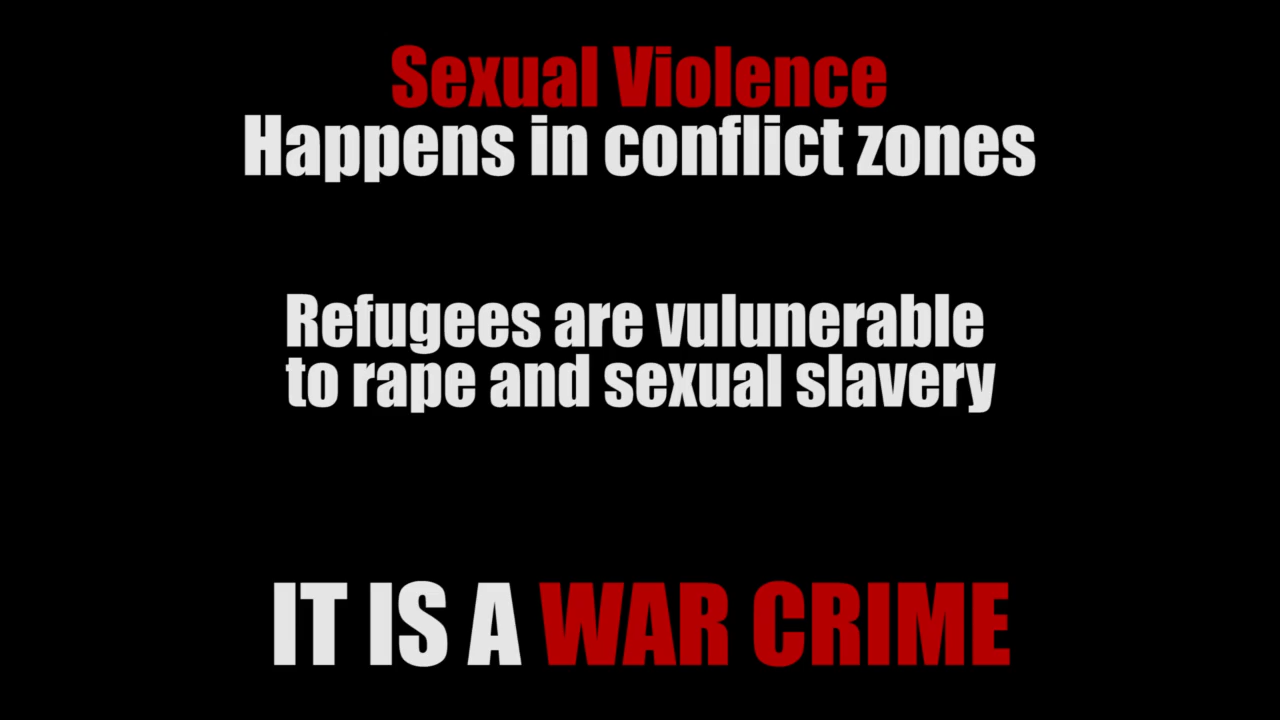 Sexual Violence
Happens in conflict zones
Refugees are vulunerable
to rape and sexual slavery
IT IS A WAR CRIME